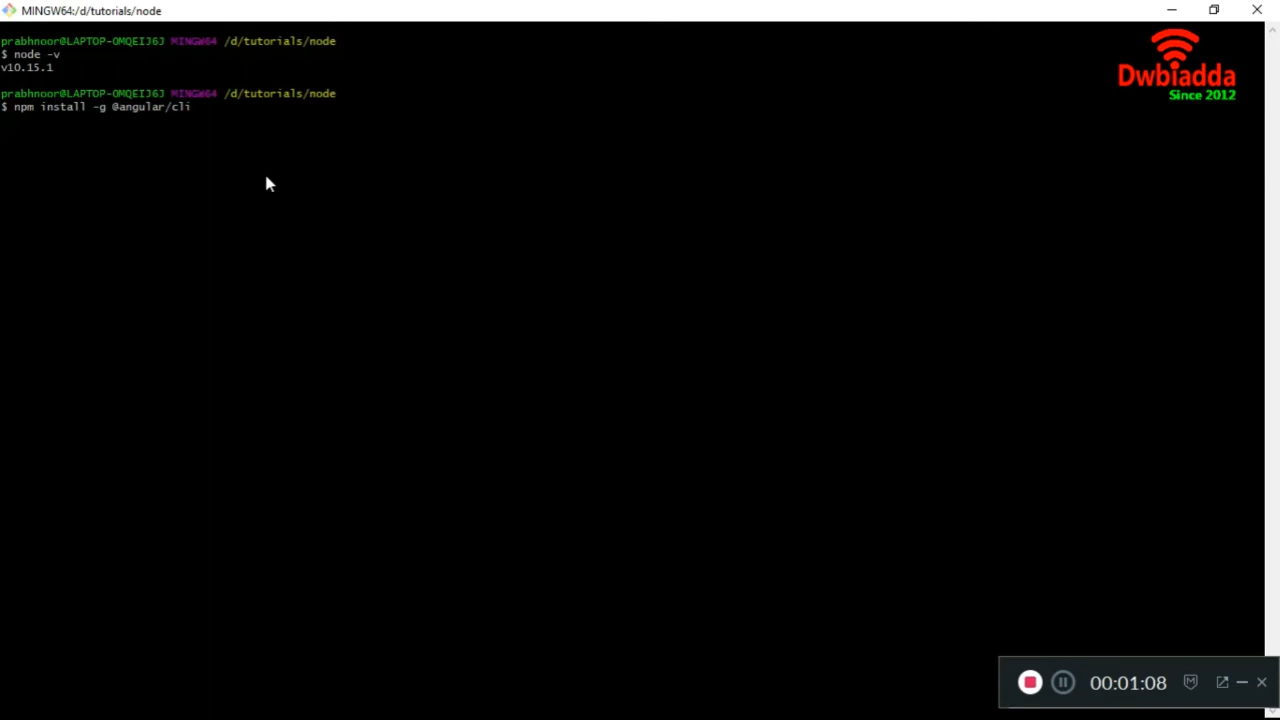 MINGW64:/d/tutorials/node
prabhnoor@LAPTOP-OMQEIJ6J MINGW64 /d/tutorials/node
$ node -v
v10.15.1
prabhnoor@LAPTOP-OMQEIJ6J MINGW64 /d/tutorials/node
$ npm install -g @angular/cli
Dwbiadda
Since 2012
00:01:08